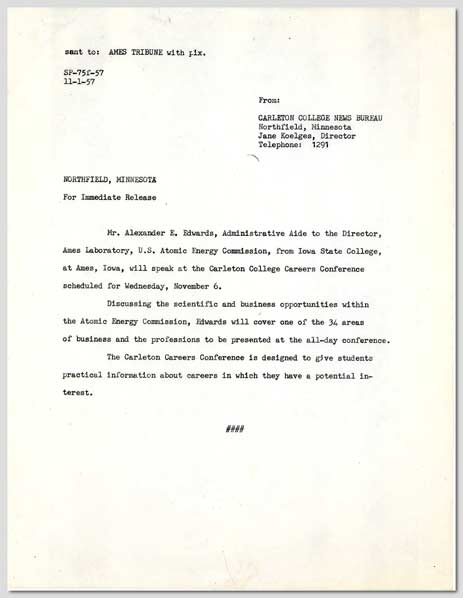 sent to: AMES TRIBUNE with pix.
SP-75f-57
11-1-57
From:
CARLETON COLLEGE NEWS BUREAU
Northfield, Minnesota
Jane Koelges, Director
Telephone: 1291
NORTHFIELD, MINNESOTA
For Immediate Release
Mr. Alexander E. Edwards, Administrative Aide to the Director,
Ames Laboratory, U.S. Atomic Energy Commission, from Iowa State College,
at Ames, Iowa, will speak at the Carleton College Careers Conference
scheduled for Wednesday, November 6.
Discussing the scientific and business opportunities within
the Atomic Energy Commission, Edwards will cover one of the 34 areas
of business and the professions to be presented at the all-day conference.
The Carleton Careers Conference is designed to give students
practical information about careers in which they have a potential in-
terest.
####